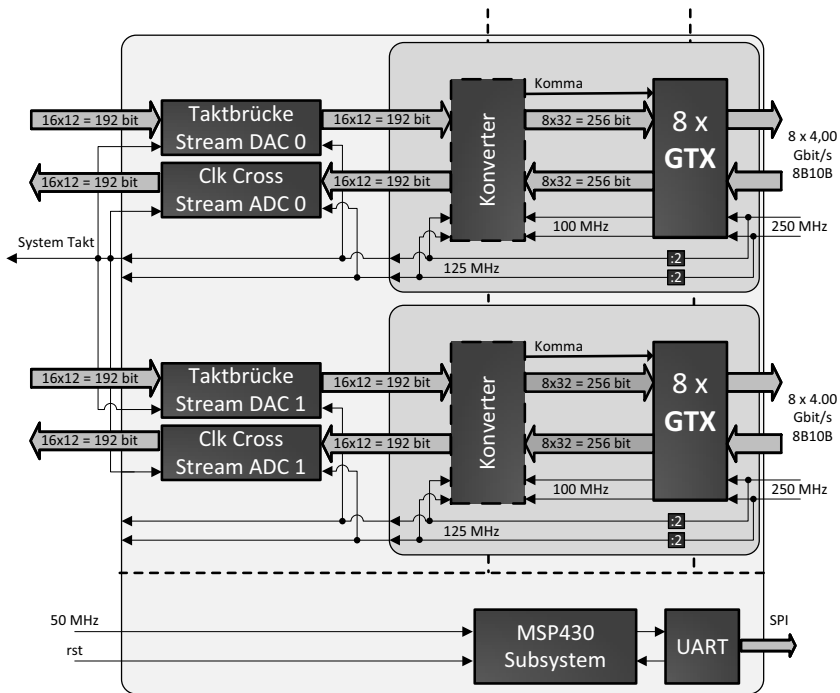 Komma
16x12 = 192 bit
Taktbrücke
Stream DAC 0
16x12 = 192 bit
8x32 = 256 bit
8 x
GTX
8 x 4,00
Gbit/s
8B10B
Konverter
16x12 = 192 bit
Clk Cross
Stream ADC 0
16x12 = 192 bit
8x32 = 256 bit
System Takt
100 MHz
250 MHz
:2
125 MHz
:2
Komma
16x12 = 192 bit
Taktbrücke
Stream DAC 1
16x12 = 192 bit
8x32 = 256 bit
8 x
GTX
8 x 4.00
Gbit/s
8B10B
Konverter
16x12 = 192 bit
Clk Cross
Stream ADC 1
16x12 = 192 bit
8x32 = 256 bit
100 MHz
250 MHz
:2
125 MHz
:2
50 MHz
rst
MSP430
Subsystem
UART
SPI